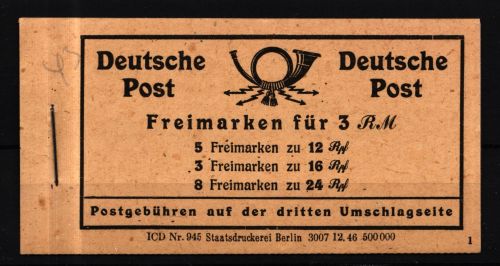 Deutsche Post Deutsche Post
Freimarken für 3 RM
5 Freimarken zu 12 Rpf
3 Freimarken zu 16 Rpf
8 Freimarken zu 24 Rpf
Postgebühren auf der dritten Umschlagseite
ICD Nr. 945 Staatsdruckerei Berlin 3007 12.46 500000 1